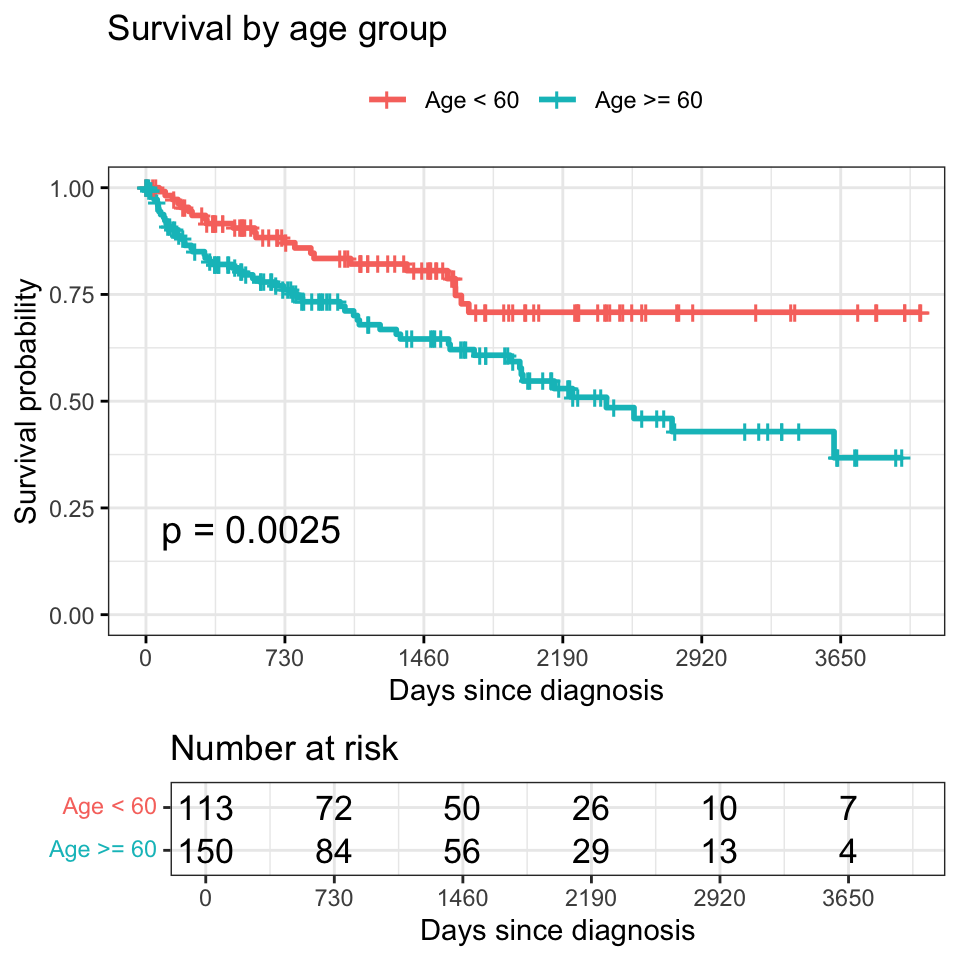 Survival by age group
Age < 60 Age >= 60
Survival probability
1.00
0.75
0.50
0.25
0.00
p = 0.0025
0 730 1460 2190 2920 3650
Days since diagnosis
Number at risk
Age < 60 113 72 50 26 10 7
Age >= 60 150 84 56 29 13 4
0 730 1460 2190 2920 3650
Days since diagnosis